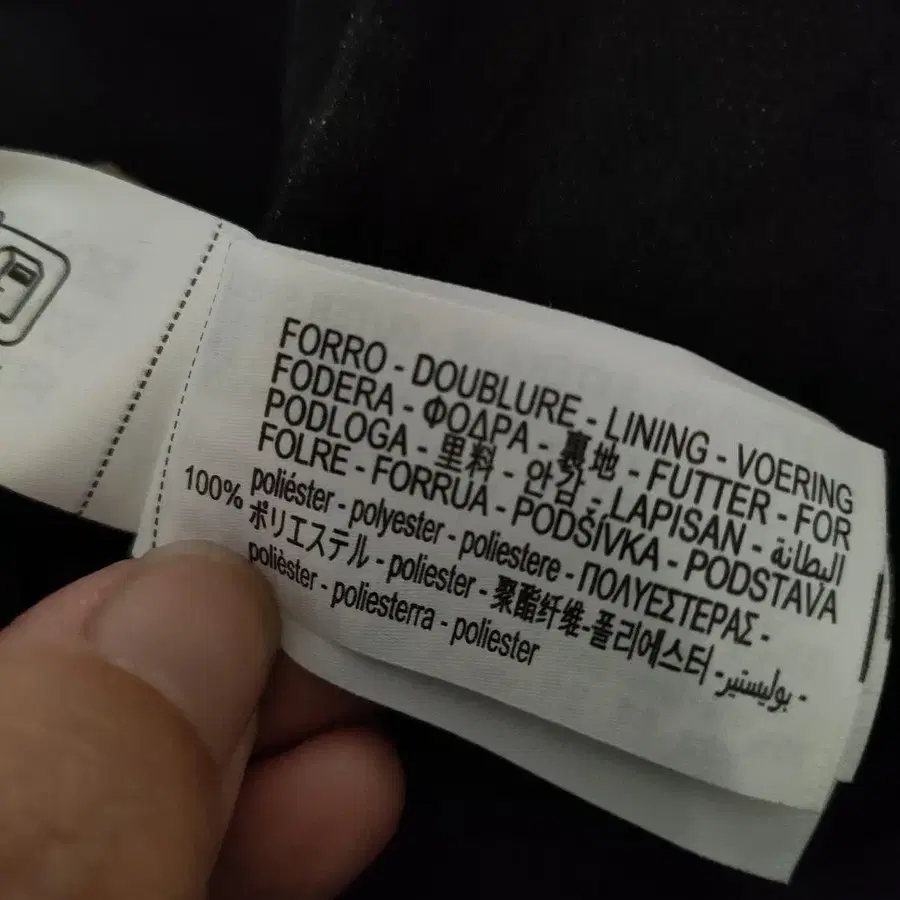 FORRO - DOUBLURE - LINING - VOERING
FODERA - ΦΟΔΡΑ - 裏地 - FUTTER - FOR
PODLOGA - 里料 - 안감 - LAPISAN - البطانة
FOLRE - FORRUA - PODŠÍVKA - PODSTAVA
100% poliéster - polyester - poliestere - ΠΟΛΥΕΣΤΕΡΑΣ -
ポリエステル - poliester - 聚酯纤维 - 폴리에스터 - بوليستير -
polièster - poliesterra - poliester